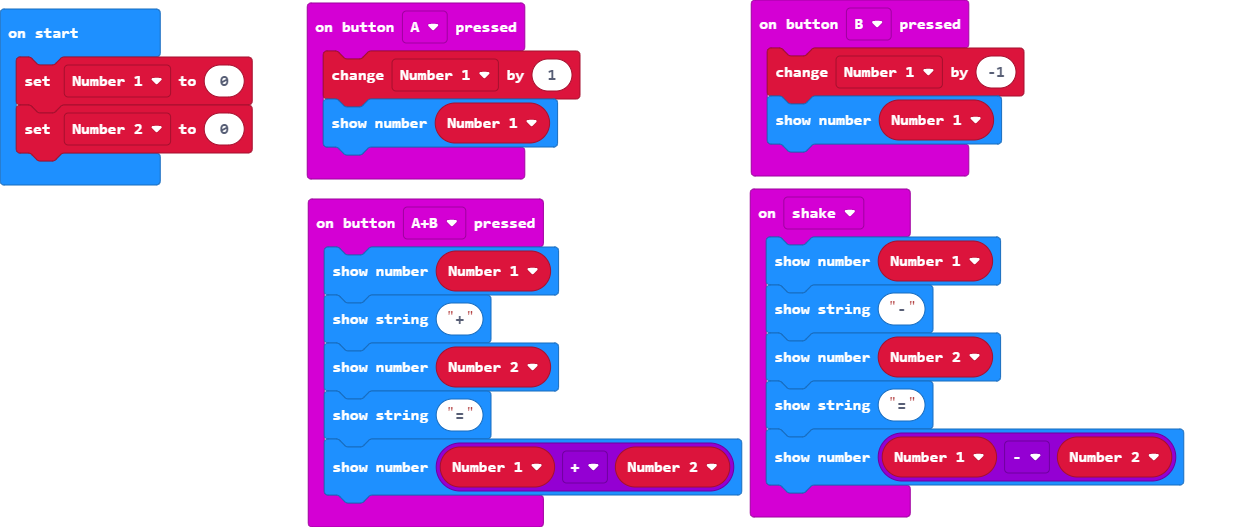 on start
set Number 1 to 0
set Number 2 to 0
on button A pressed
change Number 1 by 1
show number Number 1
on button B pressed
change Number 1 by -1
show number Number 1
on button A+B pressed
show number Number 1
show string "+"
show number Number 2
show string "="
show number Number 1 + Number 2
on shake
show number Number 1
show string "-"
show number Number 2
show string "="
show number Number 1 - Number 2